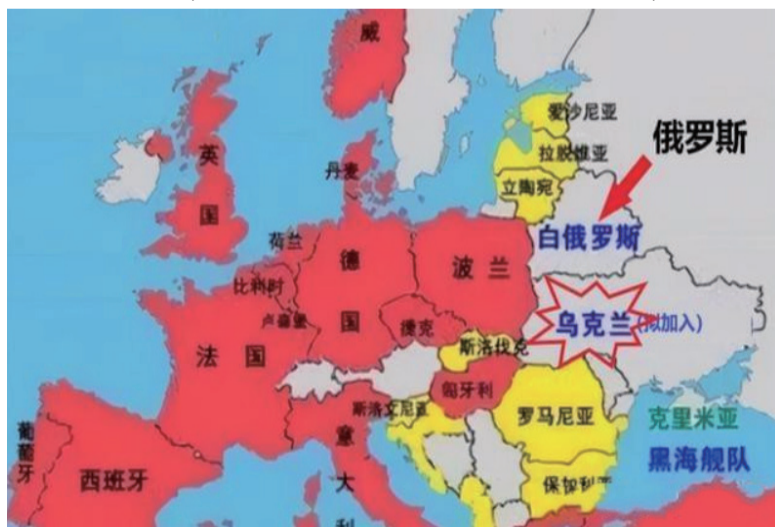 威
爱沙尼亚
俄罗斯
拉脱维亚
英
国
丹麦
立陶宛
白俄罗斯
荷兰
德
国
波兰
比利时
卢森堡
捷克
乌克兰
(拟加入)
法国
斯洛伐克
匈牙利
斯洛文尼亚
罗马尼亚
克里米亚
葡萄牙
西班牙
意
大
利
黑海舰队
保加利